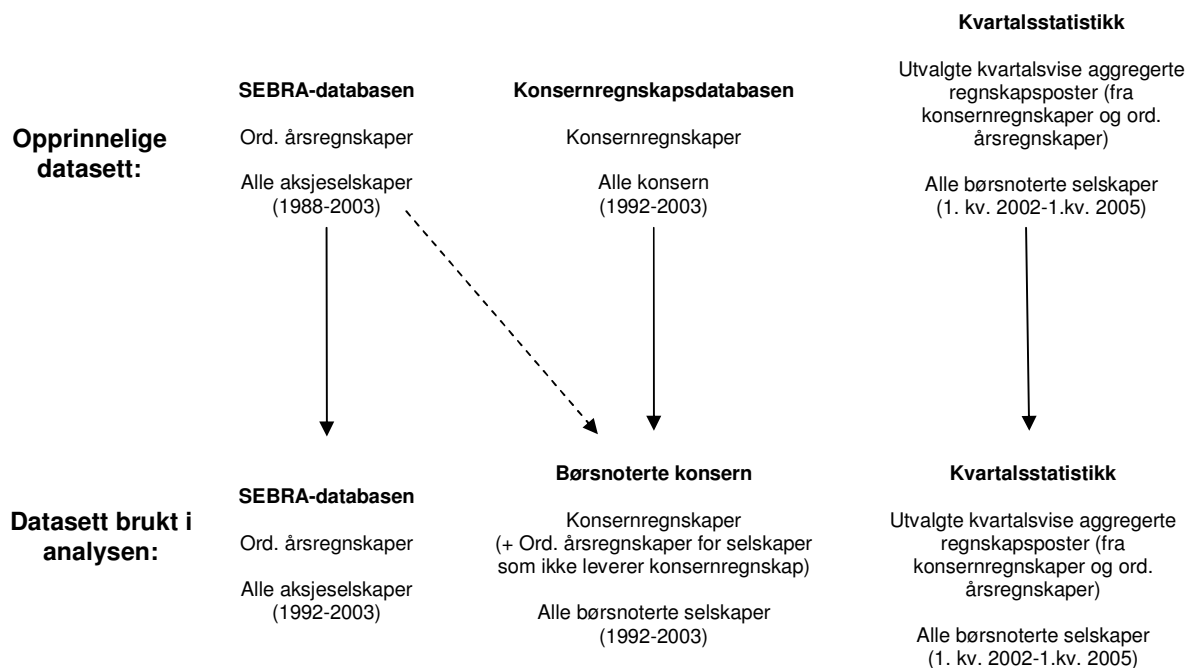 Opprinnelige
datasett:
SEBRA-databasen
Ord. årsregnskaper
Alle aksjeselskaper
(1988-2003)
Konsernregnskapsdatabasen
Konsernregnskaper
Alle konsern
(1992-2003)
Kvartalsstatistikk
Utvalgte kvartalsvise aggregerte
regnskapsposter (fra
konsernregnskaper og ord.
årsregnskaper)
Alle børsnoterte selskaper
(1. kv. 2002-1.kv. 2005)
Datasett brukt i
analysen:
SEBRA-databasen
Ord. årsregnskaper
Alle aksjeselskaper
(1992-2003)
Børsnoterte konsern
Konsernregnskaper
(+ Ord. årsregnskaper for selskaper
som ikke leverer konsernregnskap)
Alle børsnoterte selskaper
(1992-2003)
Kvartalsstatistikk
Utvalgte kvartalsvise aggregerte
regnskapsposter (fra
konsernregnskaper og ord.
årsregnskaper)
Alle børsnoterte selskaper
(1. kv. 2002-1.kv. 2005)